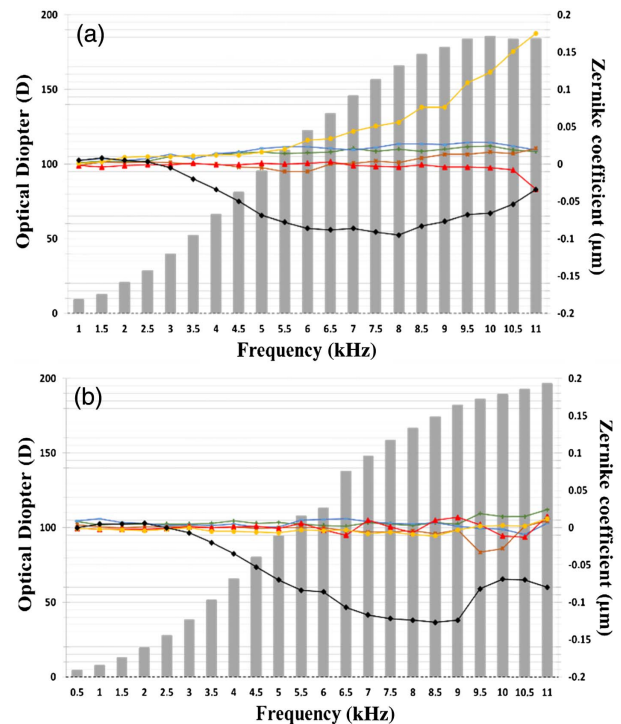 (a)
200
150
100
50
0
Optical Diopter (D)
0.2
0.15
0.1
0.05
0
-0.05
-0.1
-0.15
-0.2
Zernike coefficient (μm)
1 1.5 2 2.5 3 3.5 4 4.5 5 5.5 6 6.5 7 7.5 8 8.5 9 9.5 10 10.5 11
Frequency (kHz)
(b)
200
150
100
50
0
Optical Diopter (D)
0.2
0.15
0.1
0.05
0
-0.05
-0.1
-0.15
-0.2
Zernike coefficient (μm)
0.5 1 1.5 2 2.5 3 3.5 4 4.5 5 5.5 6 6.5 7 7.5 8 8.5 9 9.5 10 10.5 11
Frequency (kHz)